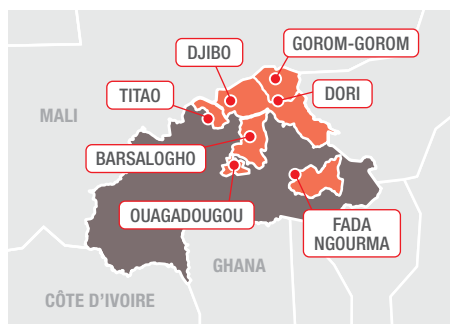 GOROM-GOROM
DJIBO
TITAO
DORI
MALI
BARSALOGHO
OUAGADOUGOU
FADA
NGOURMA
GHANA
CÔTE D'IVOIRE